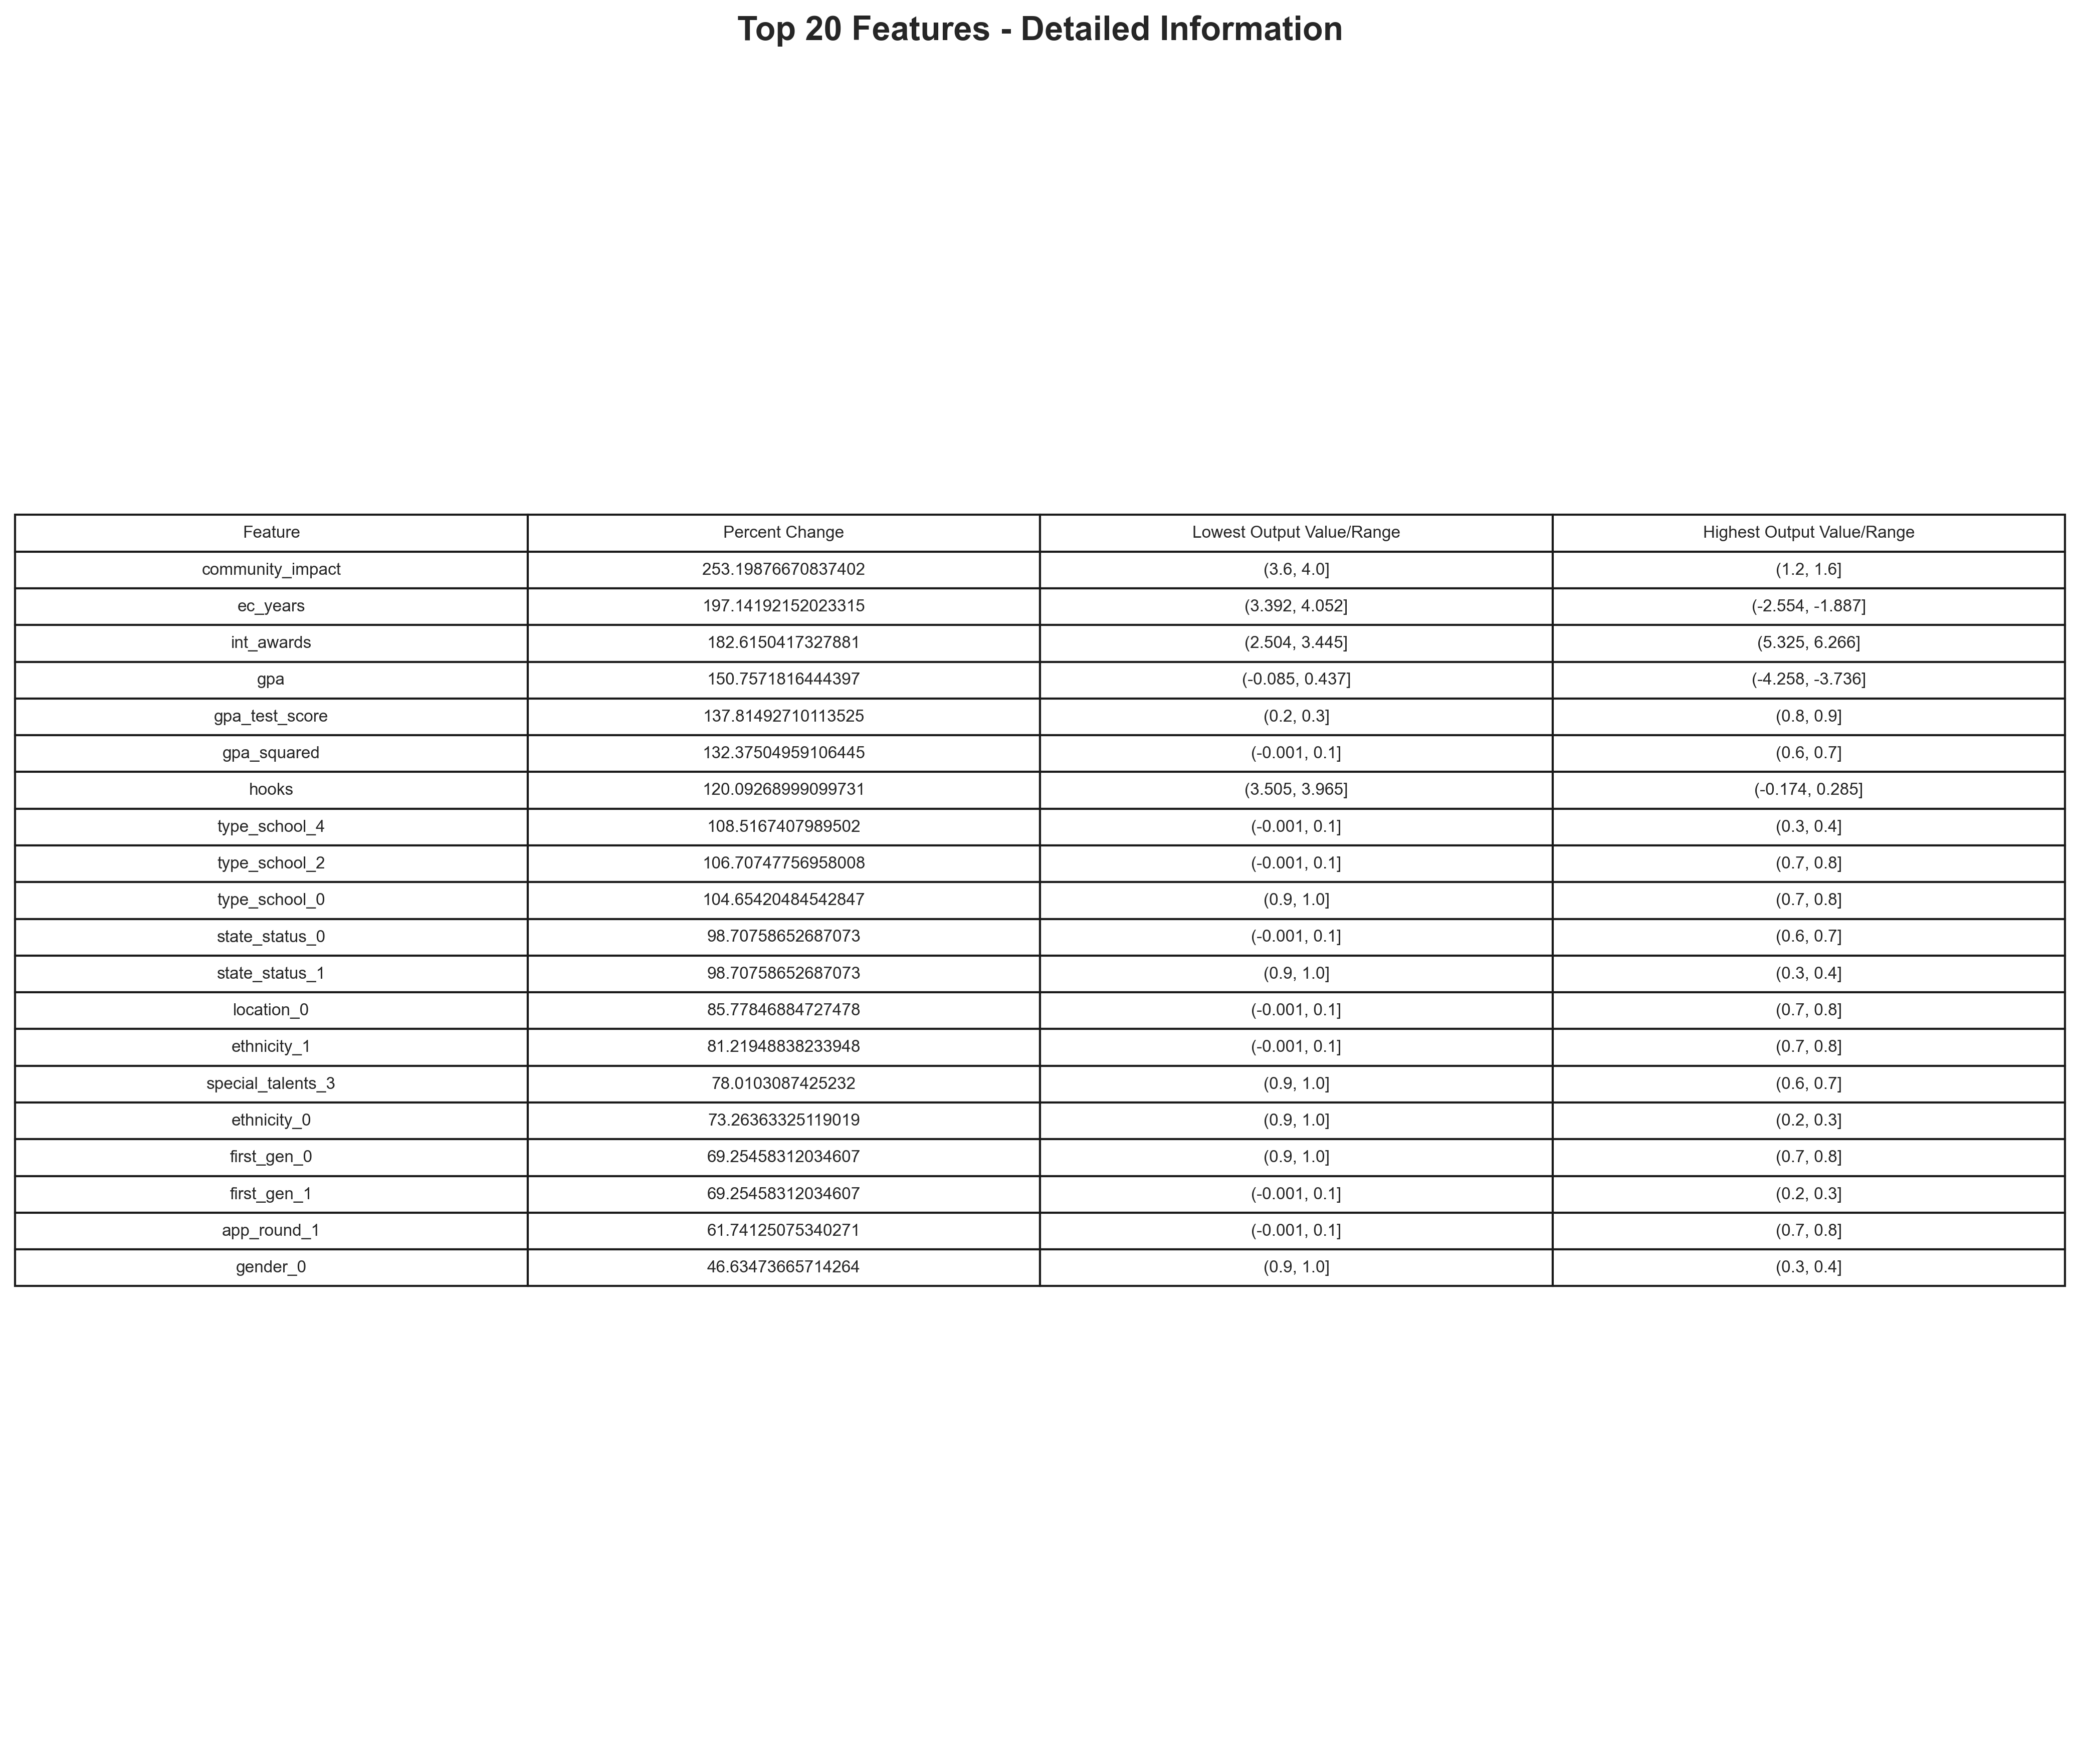 Top 20 Features - Detailed Information
Feature Percent Change Lowest Output Value/Range Highest Output Value/Range
community_impact 253.19876670837402 (3.6, 4.0] (1.2, 1.6]
ec_years 197.14192152023315 (3.392, 4.052] (-2.554, -1.887]
int_awards 182.6150417327881 (2.504, 3.445] (5.325, 6.266]
gpa 150.7571816444397 (-0.085, 0.437] (-4.258, -3.736]
gpa_test_score 137.81492710113525 (0.2, 0.3] (0.8, 0.9]
gpa_squared 132.37504959106445 (-0.001, 0.1] (0.6, 0.7]
hooks 120.09268999099731 (3.505, 3.965] (-0.174, 0.285]
type_school_4 108.5167407989502 (-0.001, 0.1] (0.3, 0.4]
type_school_2 106.70747756958008 (-0.001, 0.1] (0.7, 0.8]
type_school_0 104.65420484542847 (0.9, 1.0] (0.7, 0.8]
state_status_0 98.70758652687073 (-0.001, 0.1] (0.6, 0.7]
state_status_1 98.70758652687073 (0.9, 1.0] (0.3, 0.4]
location_0 85.77846884727478 (-0.001, 0.1] (0.7, 0.8]
ethnicity_1 81.21948838233948 (-0.001, 0.1] (0.7, 0.8]
special_talents_3 78.0103087425232 (0.9, 1.0] (0.6, 0.7]
ethnicity_0 73.26363325119019 (0.9, 1.0] (0.2, 0.3]
first_gen_0 69.25458312034607 (0.9, 1.0] (0.7, 0.8]
first_gen_1 69.25458312034607 (-0.001, 0.1] (0.2, 0.3]
app_round_1 61.74125075340271 (-0.001, 0.1] (0.7, 0.8]
gender_0 46.63473665714264 (0.9, 1.0] (0.3, 0.4]